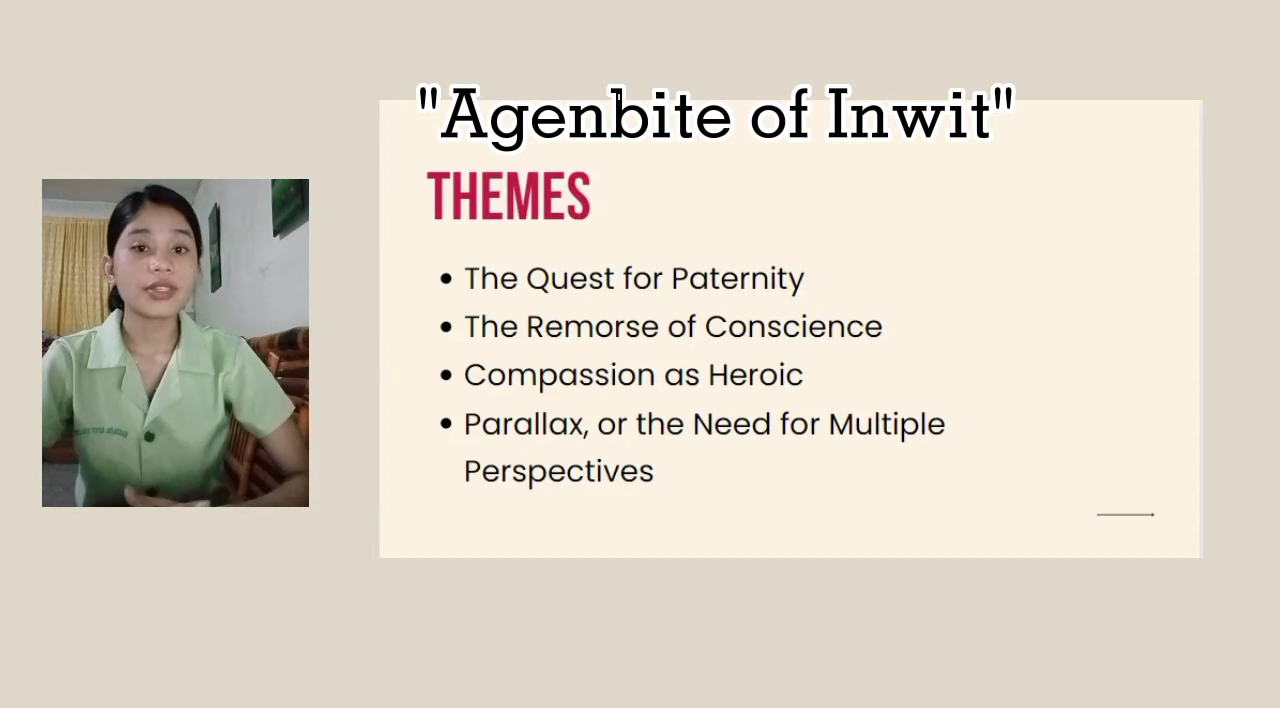 "Agenbite of Inwit"
THEMES
• The Quest for Paternity
• The Remorse of Conscience
• Compassion as Heroic
• Parallax, or the Need for Multiple
Perspectives